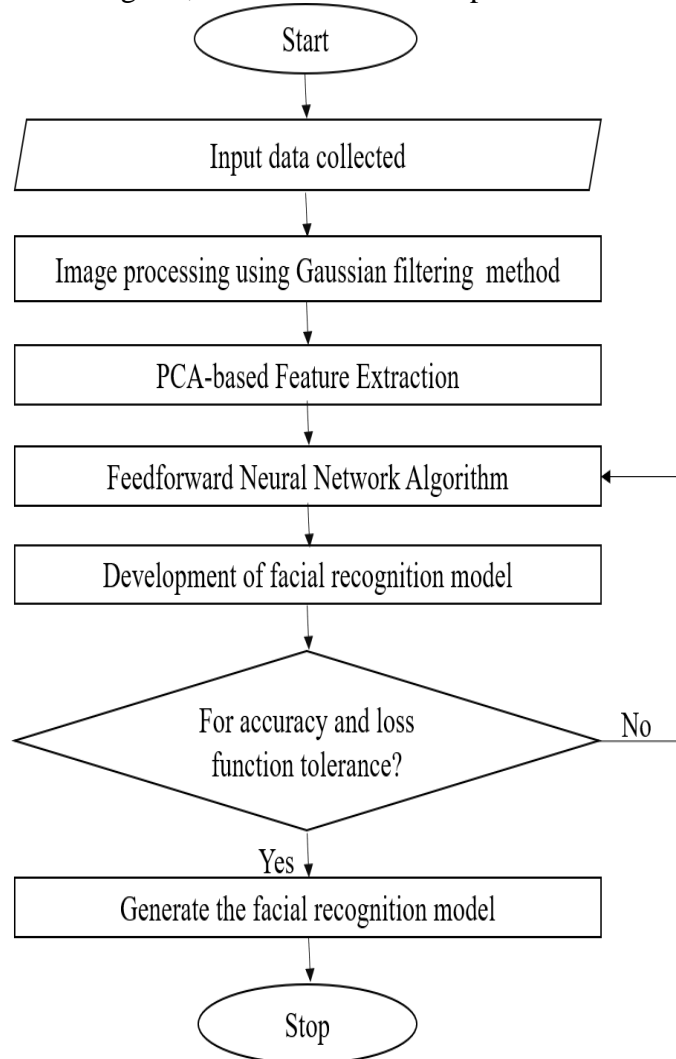 Start
Input data collected
Image processing using Gaussian filtering method
PCA-based Feature Extraction
Feedforward Neural Network Algorithm
Development of facial recognition model
For accuracy and loss
function tolerance?
No
Yes
Generate the facial recognition model
Stop